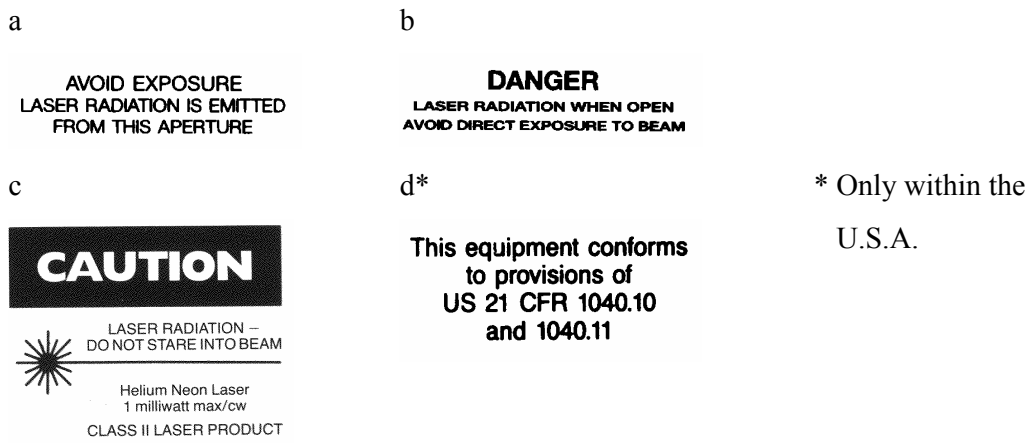 a
AVOID EXPOSURE
LASER RADIATION IS EMITTED
FROM THIS APERTURE
b
DANGER
LASER RADIATION WHEN OPEN
AVOID DIRECT EXPOSURE TO BEAM
c
CAUTION
LASER RADIATION –
DO NOT STARE INTO BEAM
Helium Neon Laser
1 milliwatt max/cw
CLASS II LASER PRODUCT
d*
This equipment conforms
to provisions of
US 21 CFR 1040.10
and 1040.11
* Only within the
U.S.A.